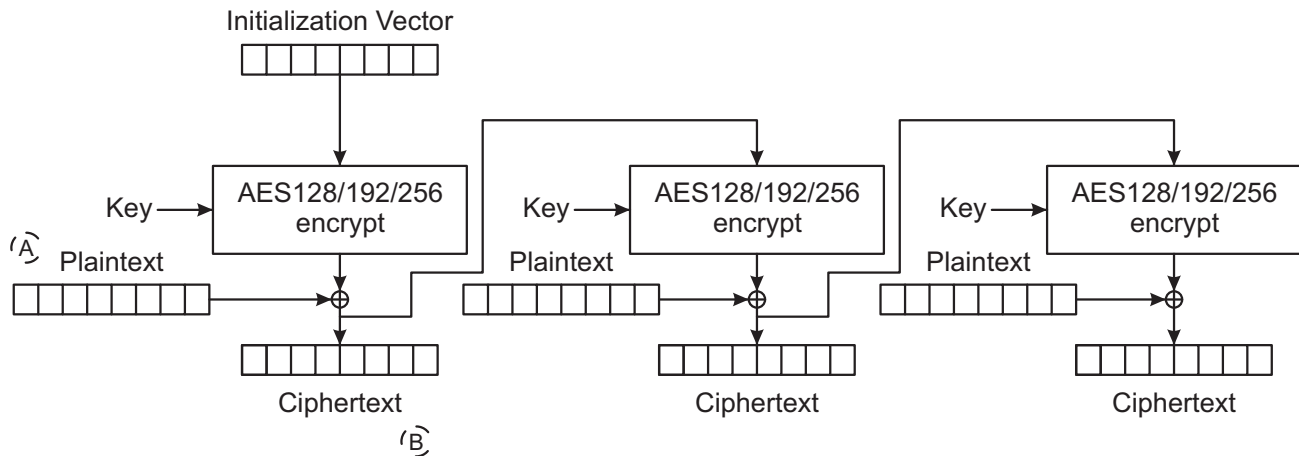 Initialization Vector
AES128/192/256
encrypt
Key
A
Plaintext
Ciphertext
B
AES128/192/256
encrypt
Key
Plaintext
Ciphertext
AES128/192/256
encrypt
Key
Plaintext
Ciphertext